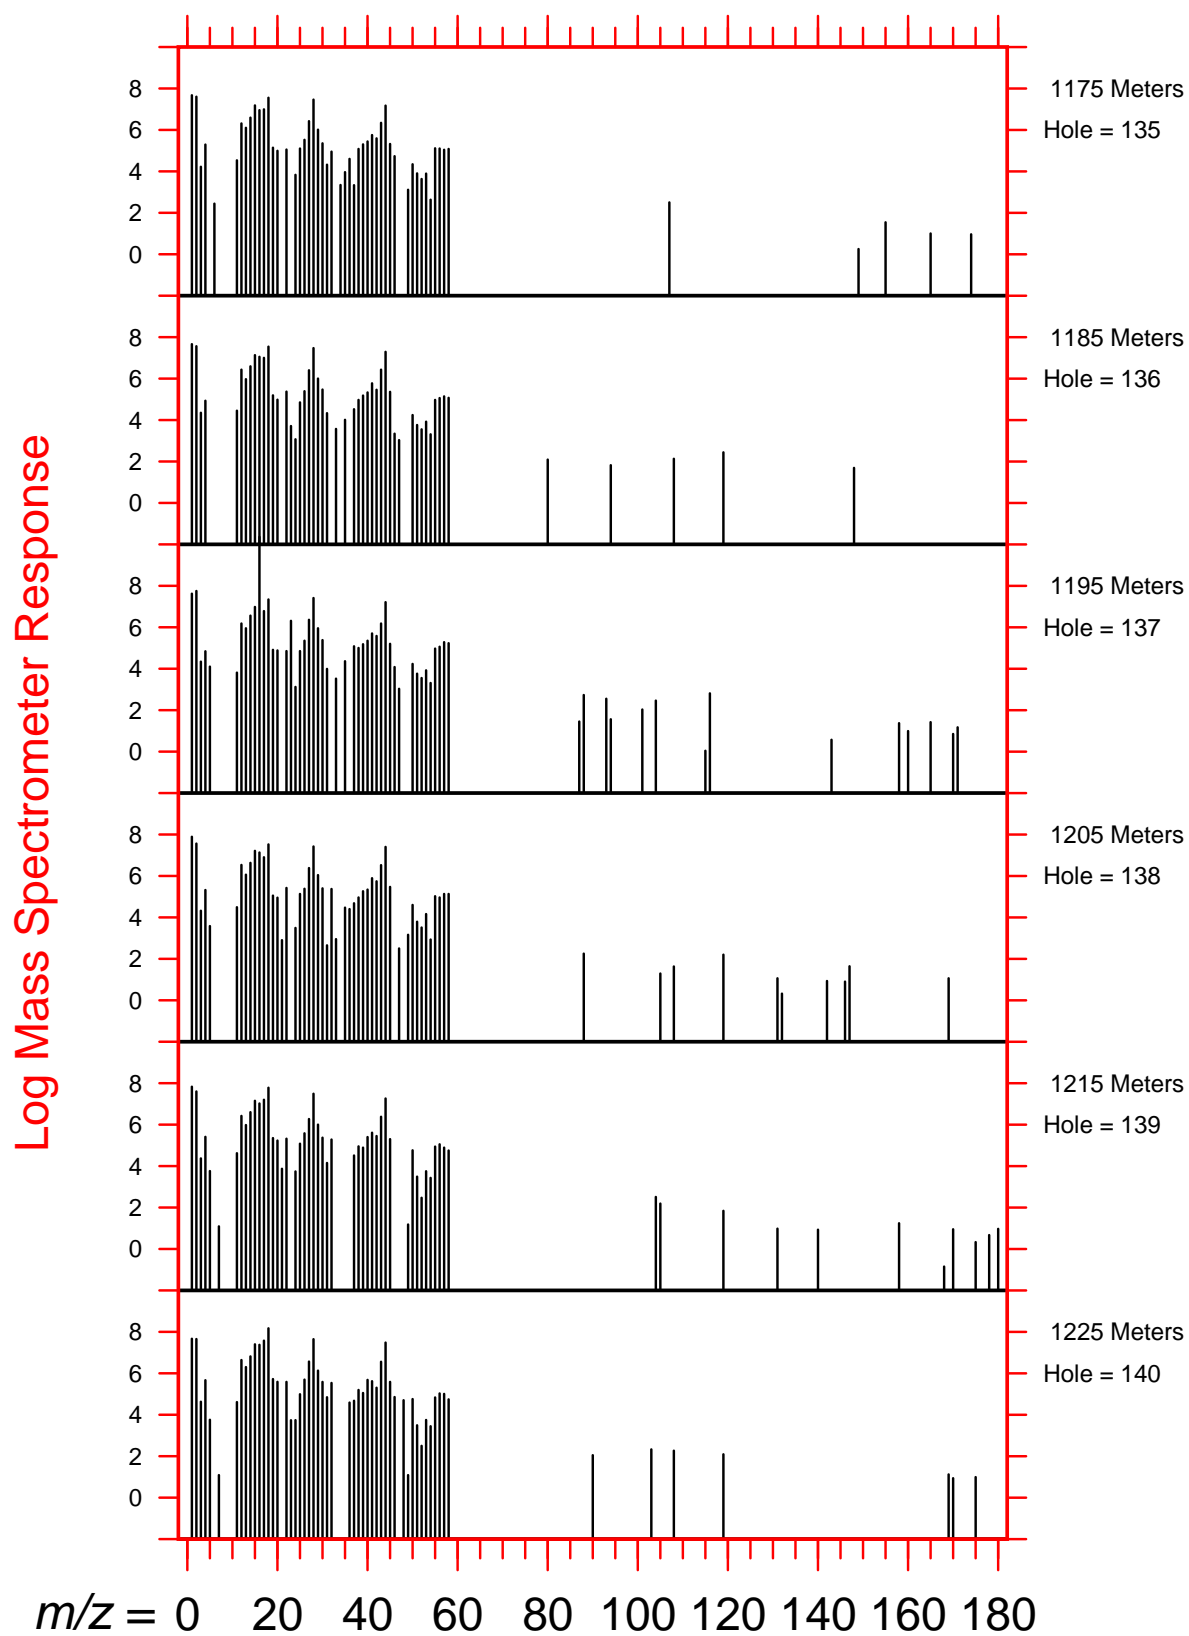 Log Mass Spectrometer Response
8
6
4
2
0
1175 Meters
Hole = 135
8
6
4
2
0
1185 Meters
Hole = 136
8
6
4
2
0
1195 Meters
Hole = 137
8
6
4
2
0
1205 Meters
Hole = 138
8
6
4
2
0
1215 Meters
Hole = 139
8
6
4
2
0
1225 Meters
Hole = 140
m/z = 0 20 40 60 80 100 120 140 160 180